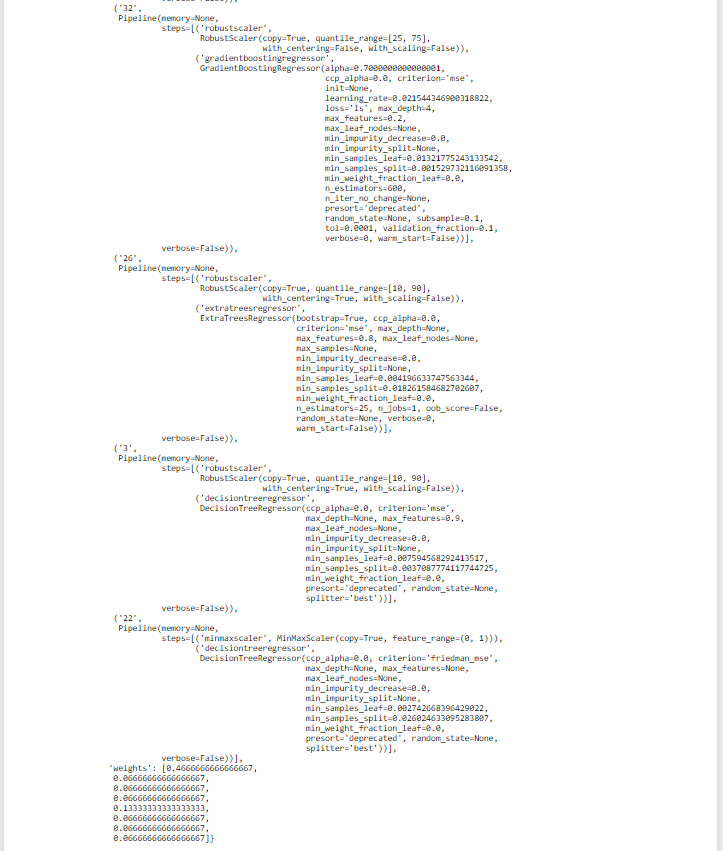 ('32',
Pipeline(memory=None,
steps=[('robustscaler',
RobustScaler(copy=True, quantile_range=[25, 75],
with_centering=False, with_scaling=False)),
('gradientboostingregressor',
GradientBoostingRegressor(alpha=0.7000000000000001,
ccp_alpha=0.0, criterion='mse',
init=None,
learning_rate=0.021544346900318822,
loss='ls', max_depth=4,
max_features=0.2,
max_leaf_nodes=None,
min_impurity_decrease=0.0,
min_impurity_split=None,
min_samples_leaf=0.01321775243133542,
min_samples_split=0.001529732116091358,
min_weight_fraction_leaf=0.0,
n_estimators=600,
n_iter_no_change=None,
presort='deprecated',
random_state=None, subsample=0.1,
tol=0.0001, validation_fraction=0.1,
verbose=0, warm_start=False))],
verbose=False)),
('26',
Pipeline(memory=None,
steps=[('robustscaler',
RobustScaler(copy=True, quantile_range=[10, 90],
with_centering=True, with_scaling=False)),
('extratreesregressor',
ExtraTreesRegressor(bootstrap=True, ccp_alpha=0.0,
criterion='mse', max_depth=None,
max_features=0.8, max_leaf_nodes=None,
max_samples=None,
min_impurity_decrease=0.0,
min_impurity_split=None,
min_samples_leaf=0.004196633747563344,
min_samples_split=0.018261584682702607,
min_weight_fraction_leaf=0.0,
n_estimators=25, n_jobs=1, oob_score=False,
random_state=None, verbose=0,
warm_start=False))],
verbose=False)),
('3',
Pipeline(memory=None,
steps=[('robustscaler',
RobustScaler(copy=True, quantile_range=[10, 90],
with_centering=True, with_scaling=False)),
('decisiontreeregressor',
DecisionTreeRegressor(ccp_alpha=0.0, criterion='mse',
max_depth=None, max_features=0.9,
max_leaf_nodes=None,
min_impurity_decrease=0.0,
min_impurity_split=None,
min_samples_leaf=0.007594568292413517,
min_samples_split=0.0037087774117744725,
min_weight_fraction_leaf=0.0,
presort='deprecated', random_state=None,
splitter='best'))],
verbose=False)),
('22',
Pipeline(memory=None,
steps=[('minmaxscaler', MinMaxScaler(copy=True, feature_range=(0, 1))),
('decisiontreeregressor',
DecisionTreeRegressor(ccp_alpha=0.0, criterion='friedman_mse',
max_depth=None, max_features=None,
max_leaf_nodes=None,
min_impurity_decrease=0.0,
min_impurity_split=None,
min_samples_leaf=0.002742668396429022,
min_samples_split=0.026024633095283807,
min_weight_fraction_leaf=0.0,
presort='deprecated', random_state=None,
splitter='best'))],
verbose=False))],
'weights': [0.4666666666666667,
0.06666666666666667,
0.06666666666666667,
0.06666666666666667,
0.13333333333333333,
0.06666666666666667,
0.06666666666666667,
0.06666666666666667]}